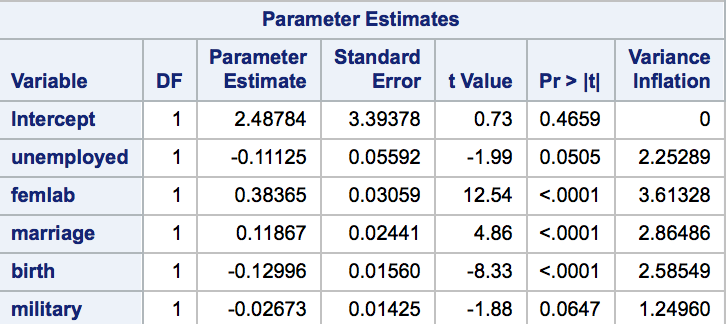 Parameter Estimates
Variable DF Parameter Estimate Standard Error t Value Pr > |t| Variance Inflation
Intercept 1 2.48784 3.39378 0.73 0.4659 0
unemployed 1 -0.11125 0.05592 -1.99 0.0505 2.25289
femlab 1 0.38365 0.03059 12.54 <.0001 3.61328
marriage 1 0.11867 0.02441 4.86 <.0001 2.86486
birth 1 -0.12996 0.01560 -8.33 <.0001 2.58549
military 1 -0.02673 0.01425 -1.88 0.0647 1.24960